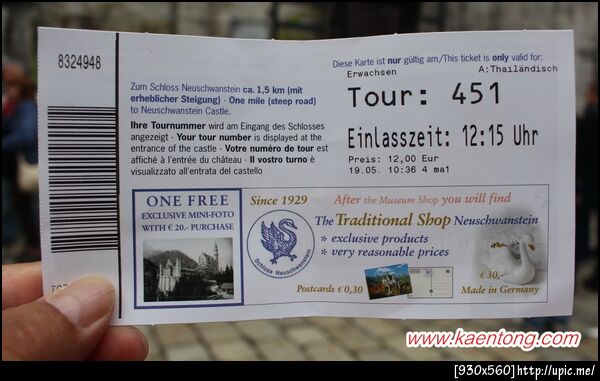 8324948
Diese Karte ist nur gültig am/This ticket is only valid for:
Erwachsen A:Thailändisch
Zum Schloss Neuschwanstein ca. 1,5 km (mit
erheblicher Steigung) · One mile (steep road)
to Neuschwanstein Castle.
Tour: 451
Ihre Tournummer wird am Eingang des Schlosses
angezeigt · Your tour number is displayed at the
entrance of the castle · Votre numéro de tour est
affiché à l'entrée du château · Il vostro turno è
visualizzato all'entrata del castello
Einlasszeit: 12:15 Uhr
Preis: 12,00 Eur
19.05. 10:36 4 ma1
ONE FREE
EXCLUSIVE MINI-FOTO
WITH € 20.- PURCHASE
Since 1929
Schloss Neuschwanstein
After the Museum Shop you will find
The Traditional Shop Neuschwanstein
* exclusive products
* very reasonable prices
Postcards € 0,30
€ 30,-
Made in Germany
www.kaentong.com
[930x560]http://upic.me/